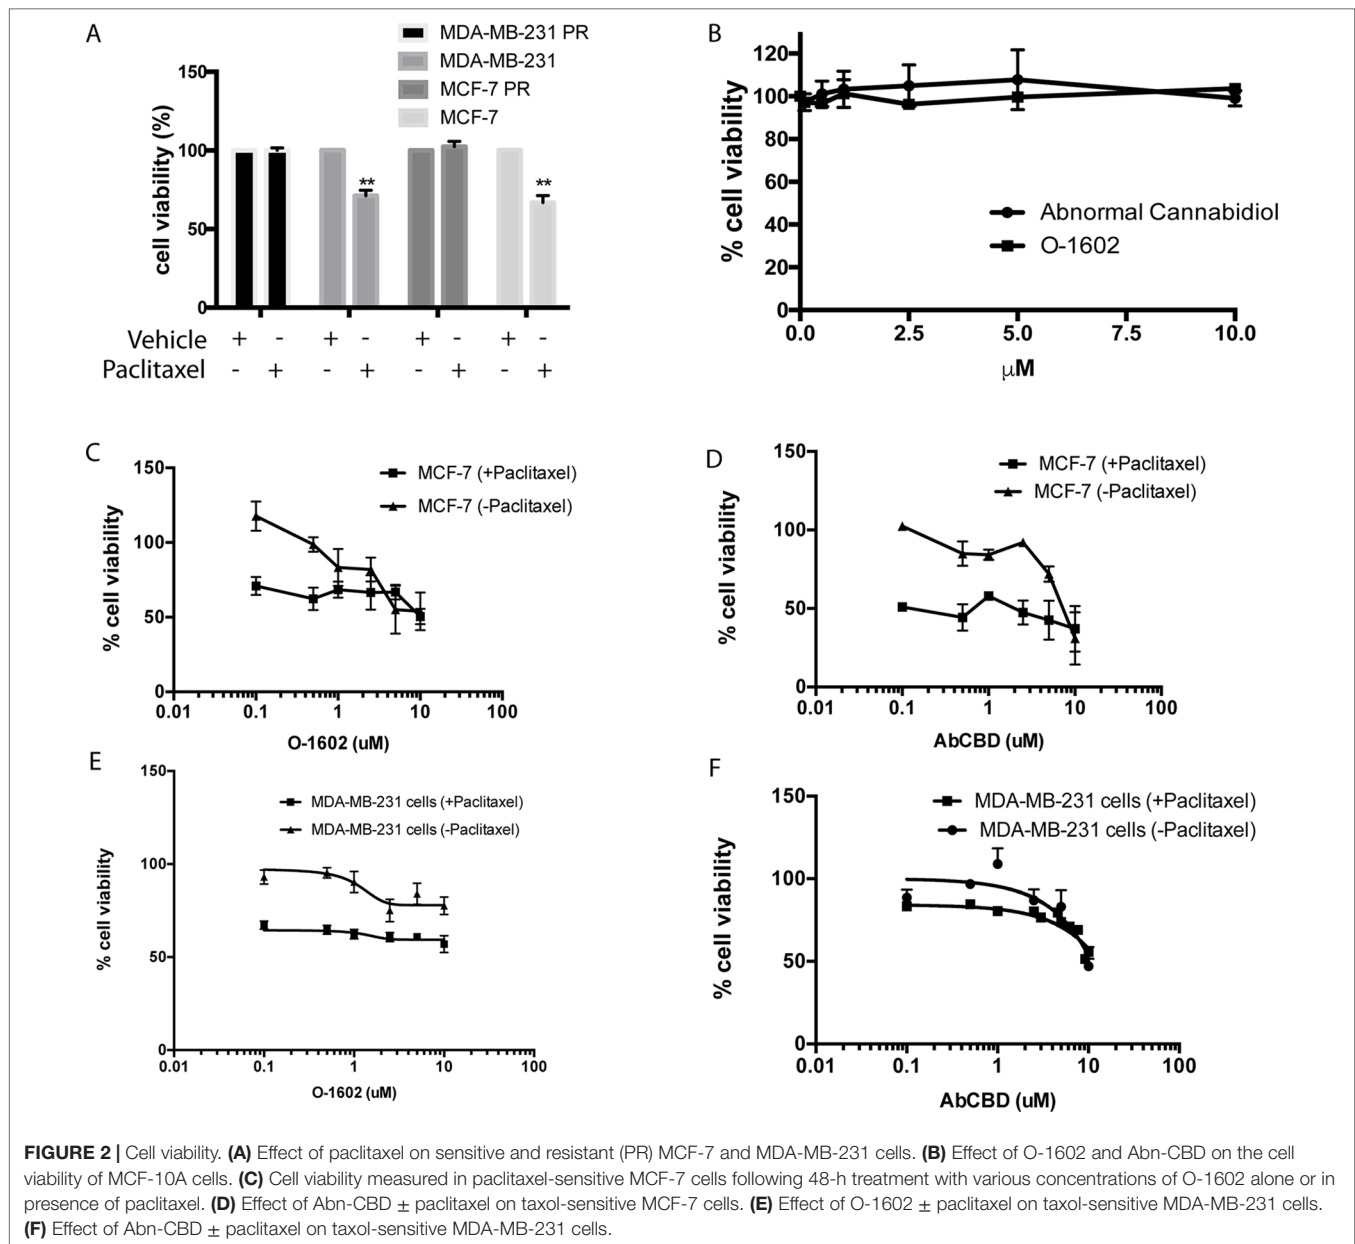 A
MDA-MB-231 PR
MDA-MB-231
MCF-7 PR
MCF-7
cell viability (%)
150
100
50
0
** **
Vehicle + - + - + - + -
Paclitaxel - + - + - + - +
B
% cell viability
120
100
80
60
40
20
0
Abnormal Cannabidiol
O-1602
0.0 2.5 5.0 7.5 10.0
μM
C
MCF-7 (+Paclitaxel)
MCF-7 (-Paclitaxel)
% cell viability
150
100
50
0
0.01 0.1 1 10 100
O-1602 (uM)
D
MCF-7 (+Paclitaxel)
MCF-7 (-Paclitaxel)
% cell viability
150
100
50
0
0.01 0.1 1 10 100
AbCBD (uM)
E
MDA-MB-231 cells (+Paclitaxel)
MDA-MB-231 cells (-Paclitaxel)
% cell viability
150
100
50
0
0.01 0.1 1 10 100
O-1602 (uM)
F
MDA-MB-231 cells (+Paclitaxel)
MDA-MB-231 cells (-Paclitaxel)
% cell viability
150
100
50
0
0.01 0.1 1 10 100
AbCBD (uM)
FIGURE 2 | Cell viability. (A) Effect of paclitaxel on sensitive and resistant (PR) MCF-7 and MDA-MB-231 cells. (B) Effect of O-1602 and Abn-CBD on the cell
viability of MCF-10A cells. (C) Cell viability measured in paclitaxel-sensitive MCF-7 cells following 48-h treatment with various concentrations of O-1602 alone or in
presence of paclitaxel. (D) Effect of Abn-CBD ± paclitaxel on taxol-sensitive MCF-7 cells. (E) Effect of O-1602 ± paclitaxel on taxol-sensitive MDA-MB-231 cells.
(F) Effect of Abn-CBD ± paclitaxel on taxol-sensitive MDA-MB-231 cells.